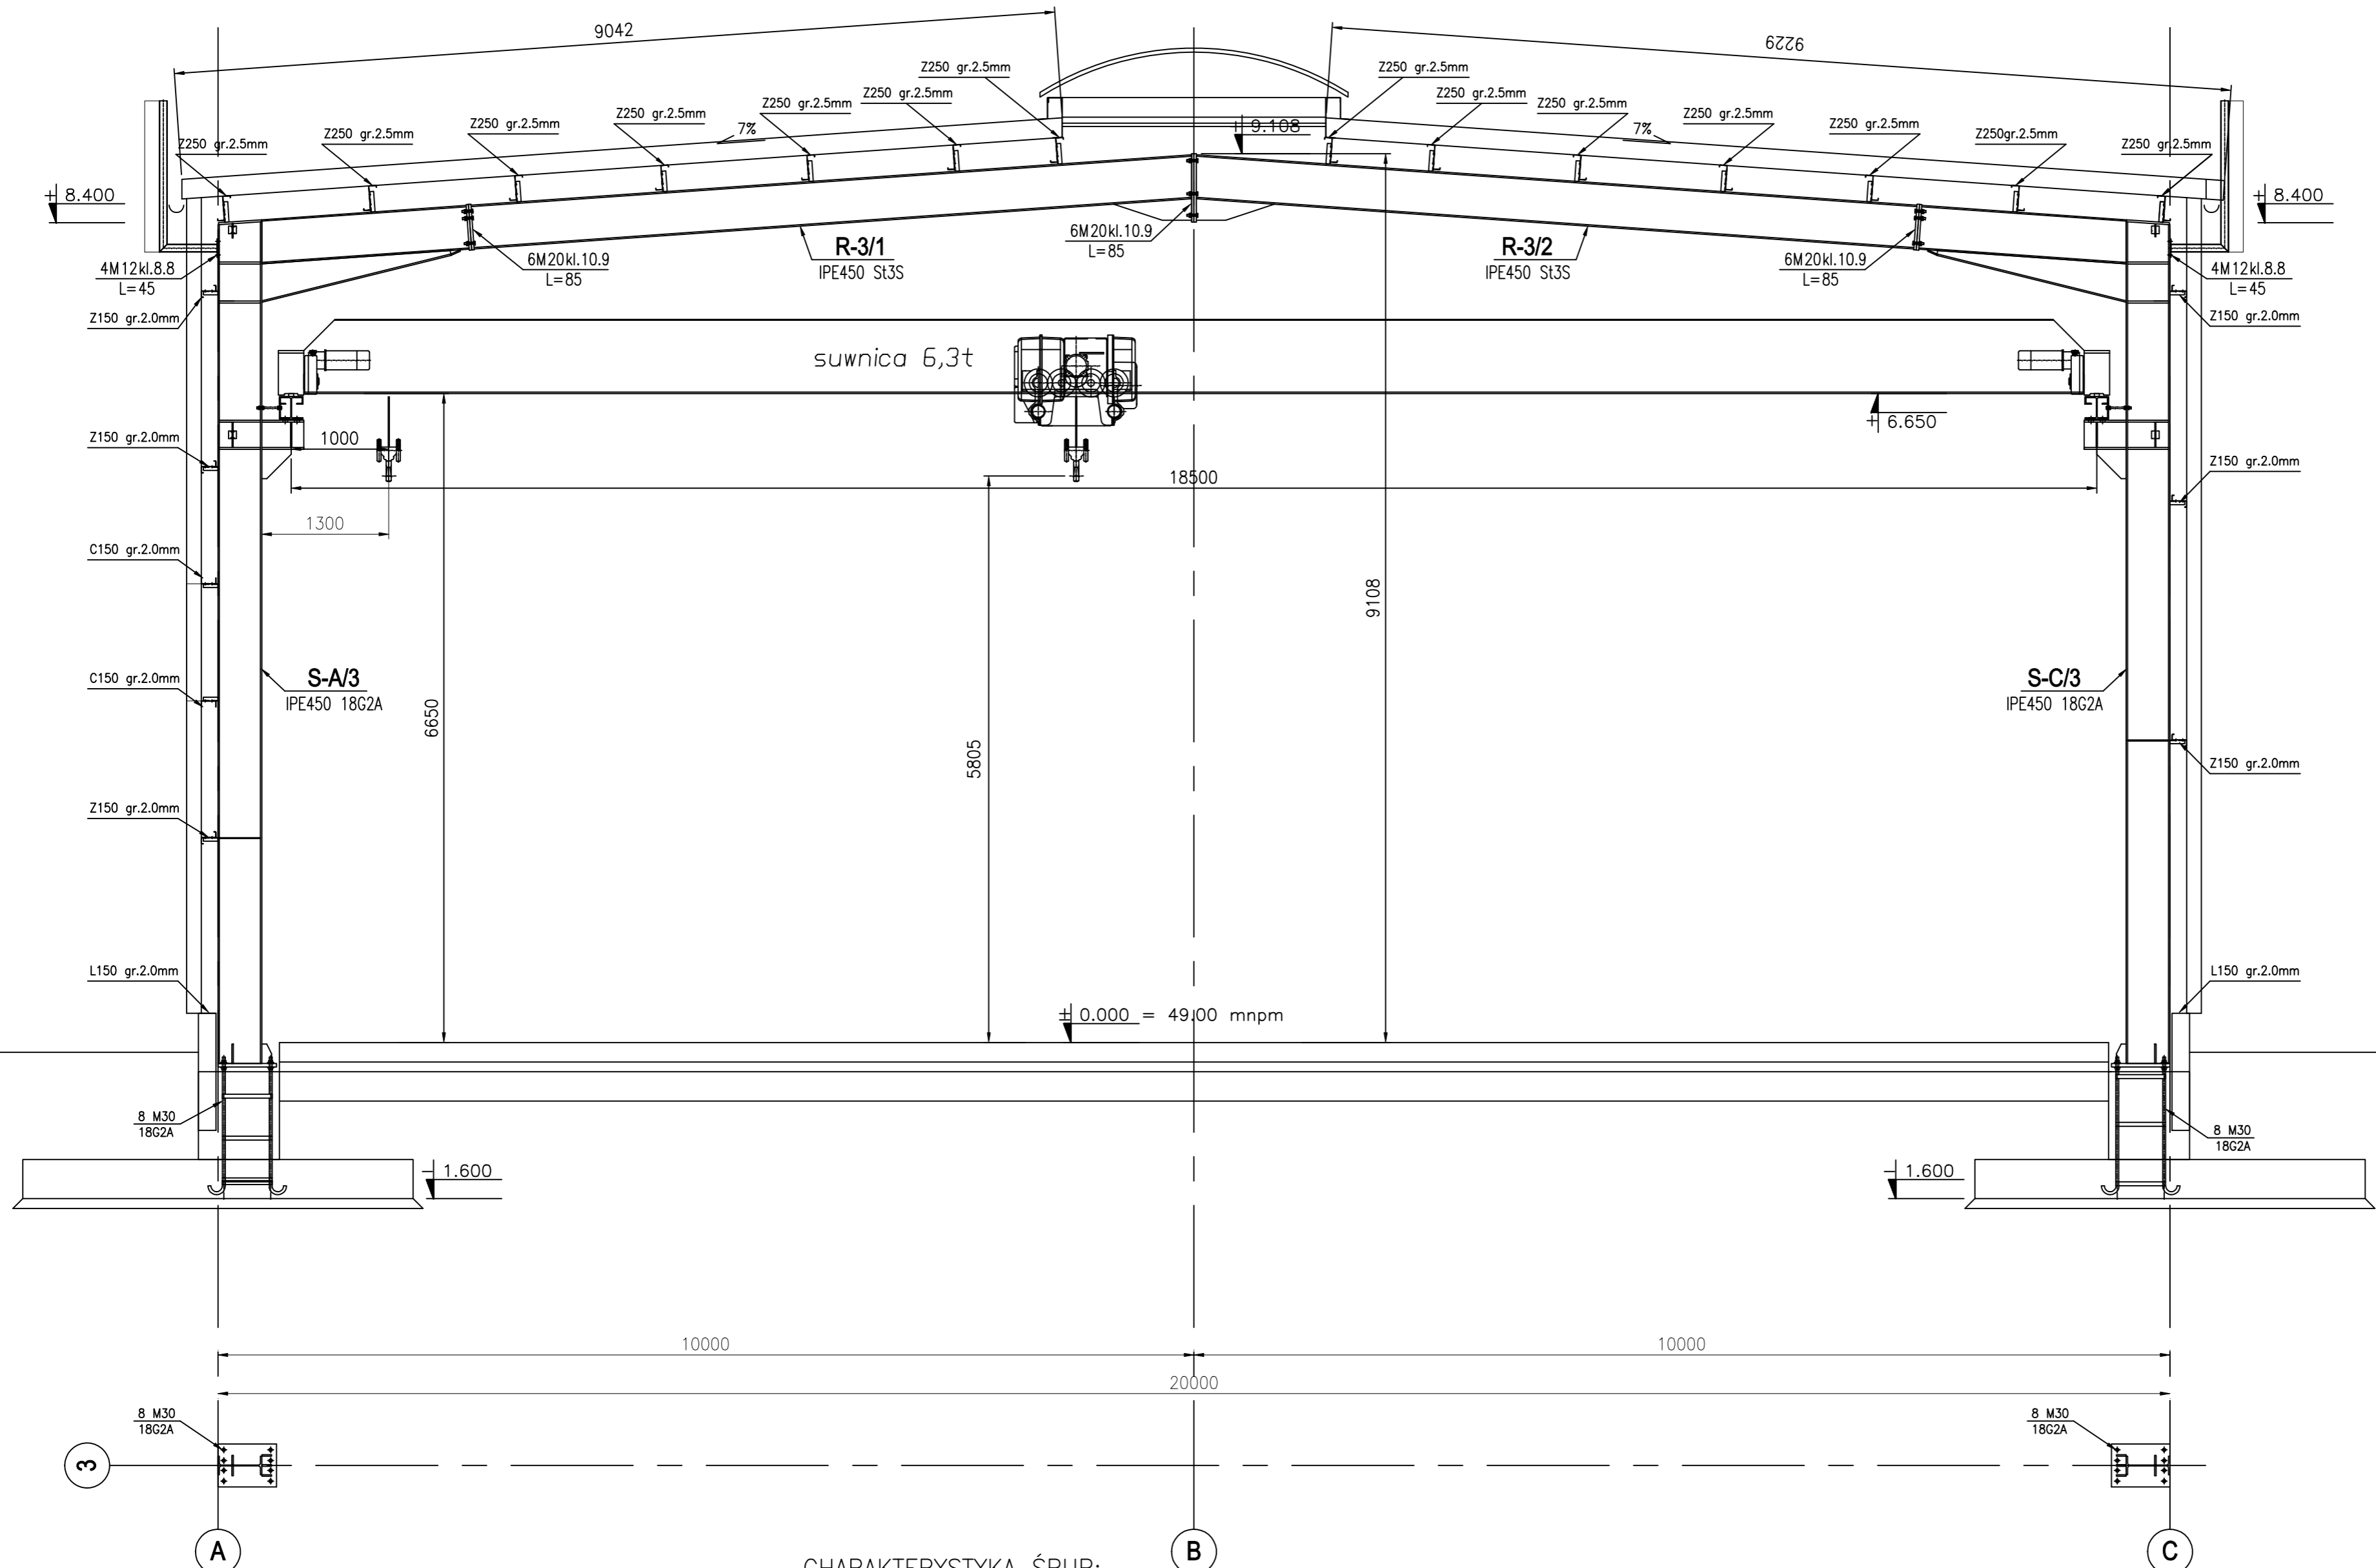 9042
9229
Z250 gr.2.5mm
Z250 gr.2.5mm
Z250 gr.2.5mm
Z250 gr.2.5mm
Z250 gr.2.5mm
Z250 gr.2.5mm
Z250 gr.2.5mm
Z250 gr.2.5mm
Z250 gr.2.5mm
Z250 gr.2.5mm
Z250 gr.2.5mm
Z250 gr.2.5mm
Z250gr.2.5mm
Z250 gr.2.5mm
7%
7%
+ 9.108
+ 8.400
+ 8.400
6M20kl.10.9
L=85
R-3/1
IPE450 St3S
R-3/2
IPE450 St3S
6M20kl.10.9
L=85
6M20kl.10.9
L=85
4M12kl.8.8
L=45
4M12kl.8.8
L=45
Z150 gr.2.0mm
Z150 gr.2.0mm
suwnica 6,3t
+ 6.650
1000
Z150 gr.2.0mm
Z150 gr.2.0mm
18500
1300
C150 gr.2.0mm
9108
C150 gr.2.0mm
S-A/3
IPE450 18G2A
S-C/3
IPE450 18G2A
6650
5805
Z150 gr.2.0mm
Z150 gr.2.0mm
L150 gr.2.0mm
L150 gr.2.0mm
± 0.000 = 49.00 mnpm
8 M30
18G2A
8 M30
18G2A
- 1.600
- 1.600
10000
10000
20000
8 M30
18G2A
8 M30
18G2A
3
A
B
C
CHARAKTERYSTYKA ŚRUB: